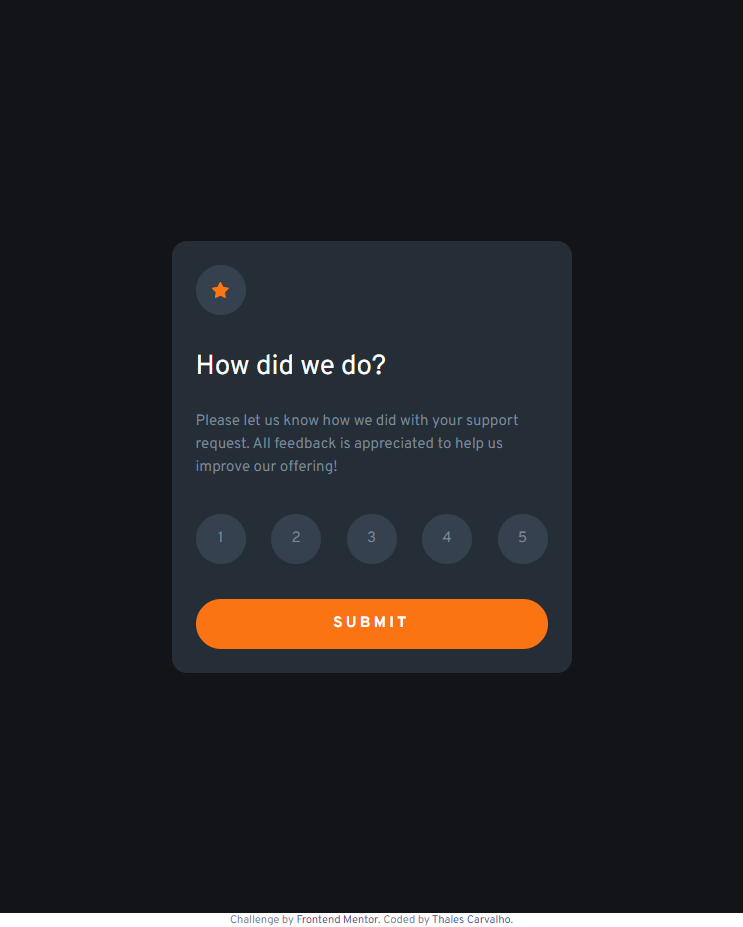 How did we do?
Please let us know how we did with your support
request. All feedback is appreciated to help us
improve our offering!
1 2 3 4 5
SUBMIT
Challenge by Frontend Mentor. Coded by Thales Carvalho.